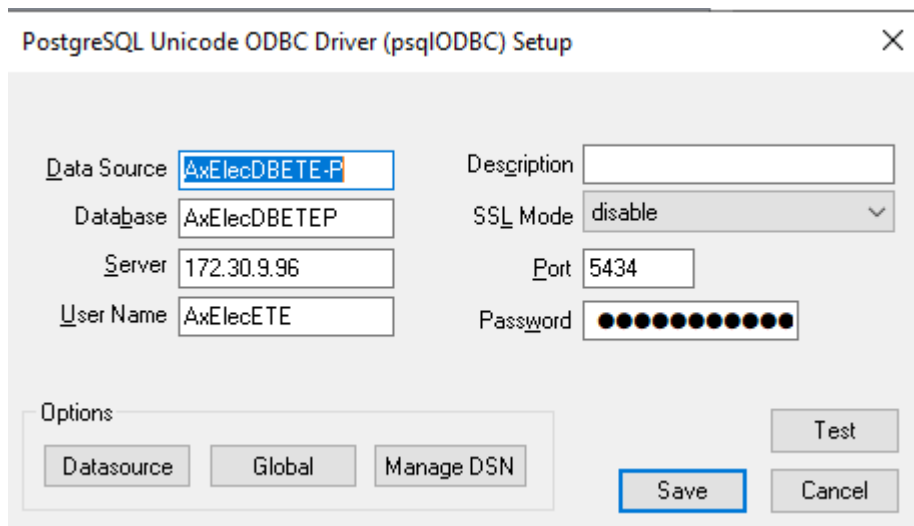 PostgreSQL Unicode ODBC Driver (psqlODBC) Setup
Data Source AxElecDBETE-P
Description
Database AxElecDBETEP
SSL Mode disable
Server 172.30.9.96
Port 5434
User Name AxElecETE
Password ●●●●●●●●●●●
Options
Datasource
Global
Manage DSN
Test
Save
Cancel